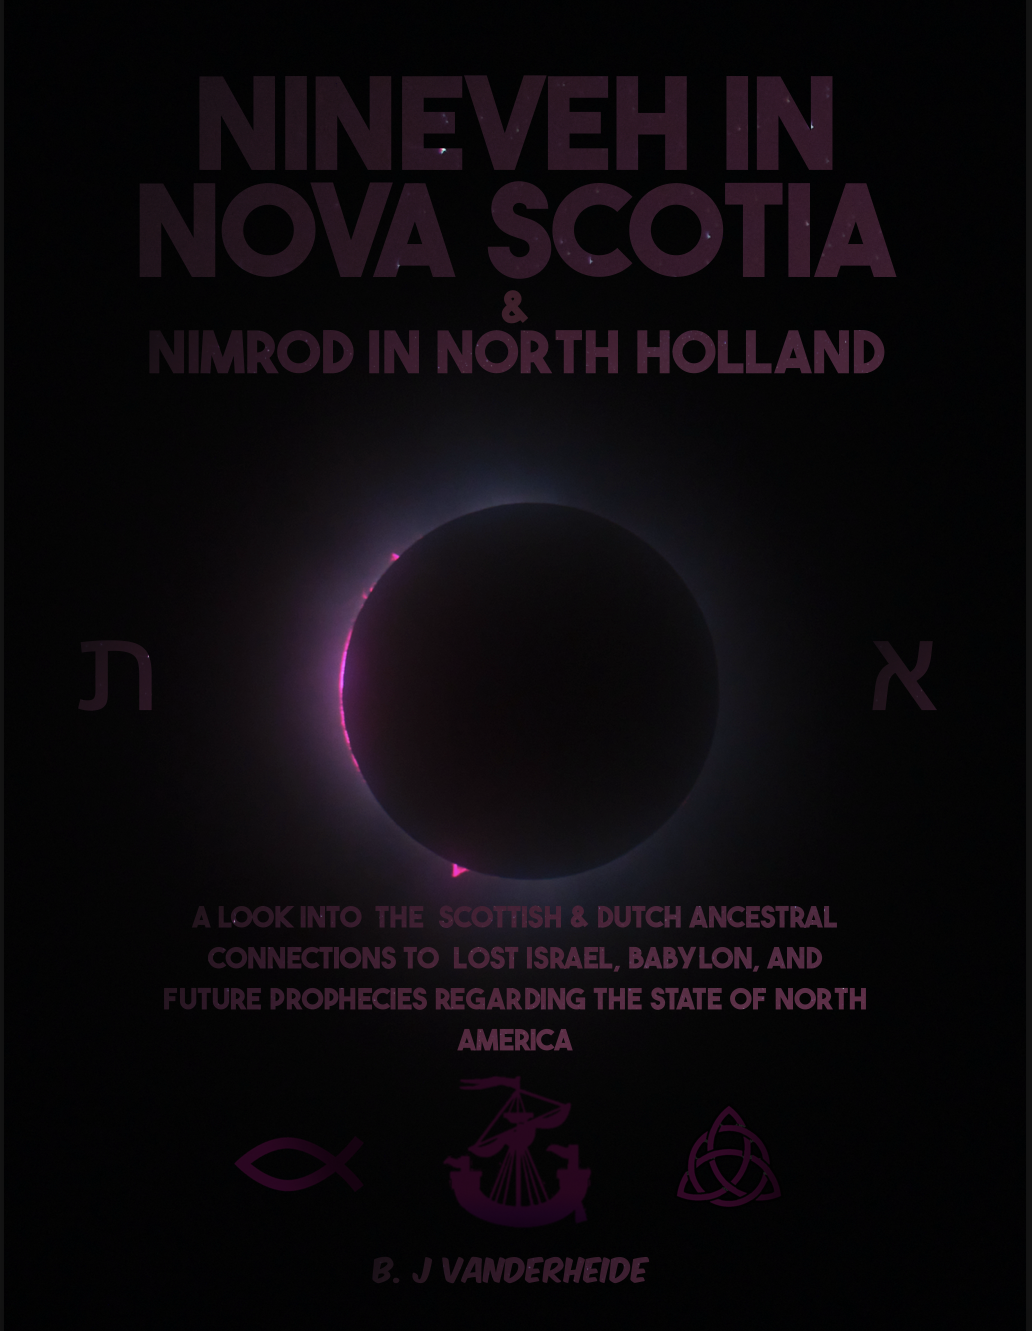 NINEVEH IN
NOVA SCOTIA
&
NIMROD IN NORTH HOLLAND
ת א
A LOOK INTO THE SCOTTISH & DUTCH ANCESTRAL
CONNECTIONS TO LOST ISRAEL, BABYLON, AND
FUTURE PROPHECIES REGARDING THE STATE OF NORTH
AMERICA
B. J VANDERHEIDE